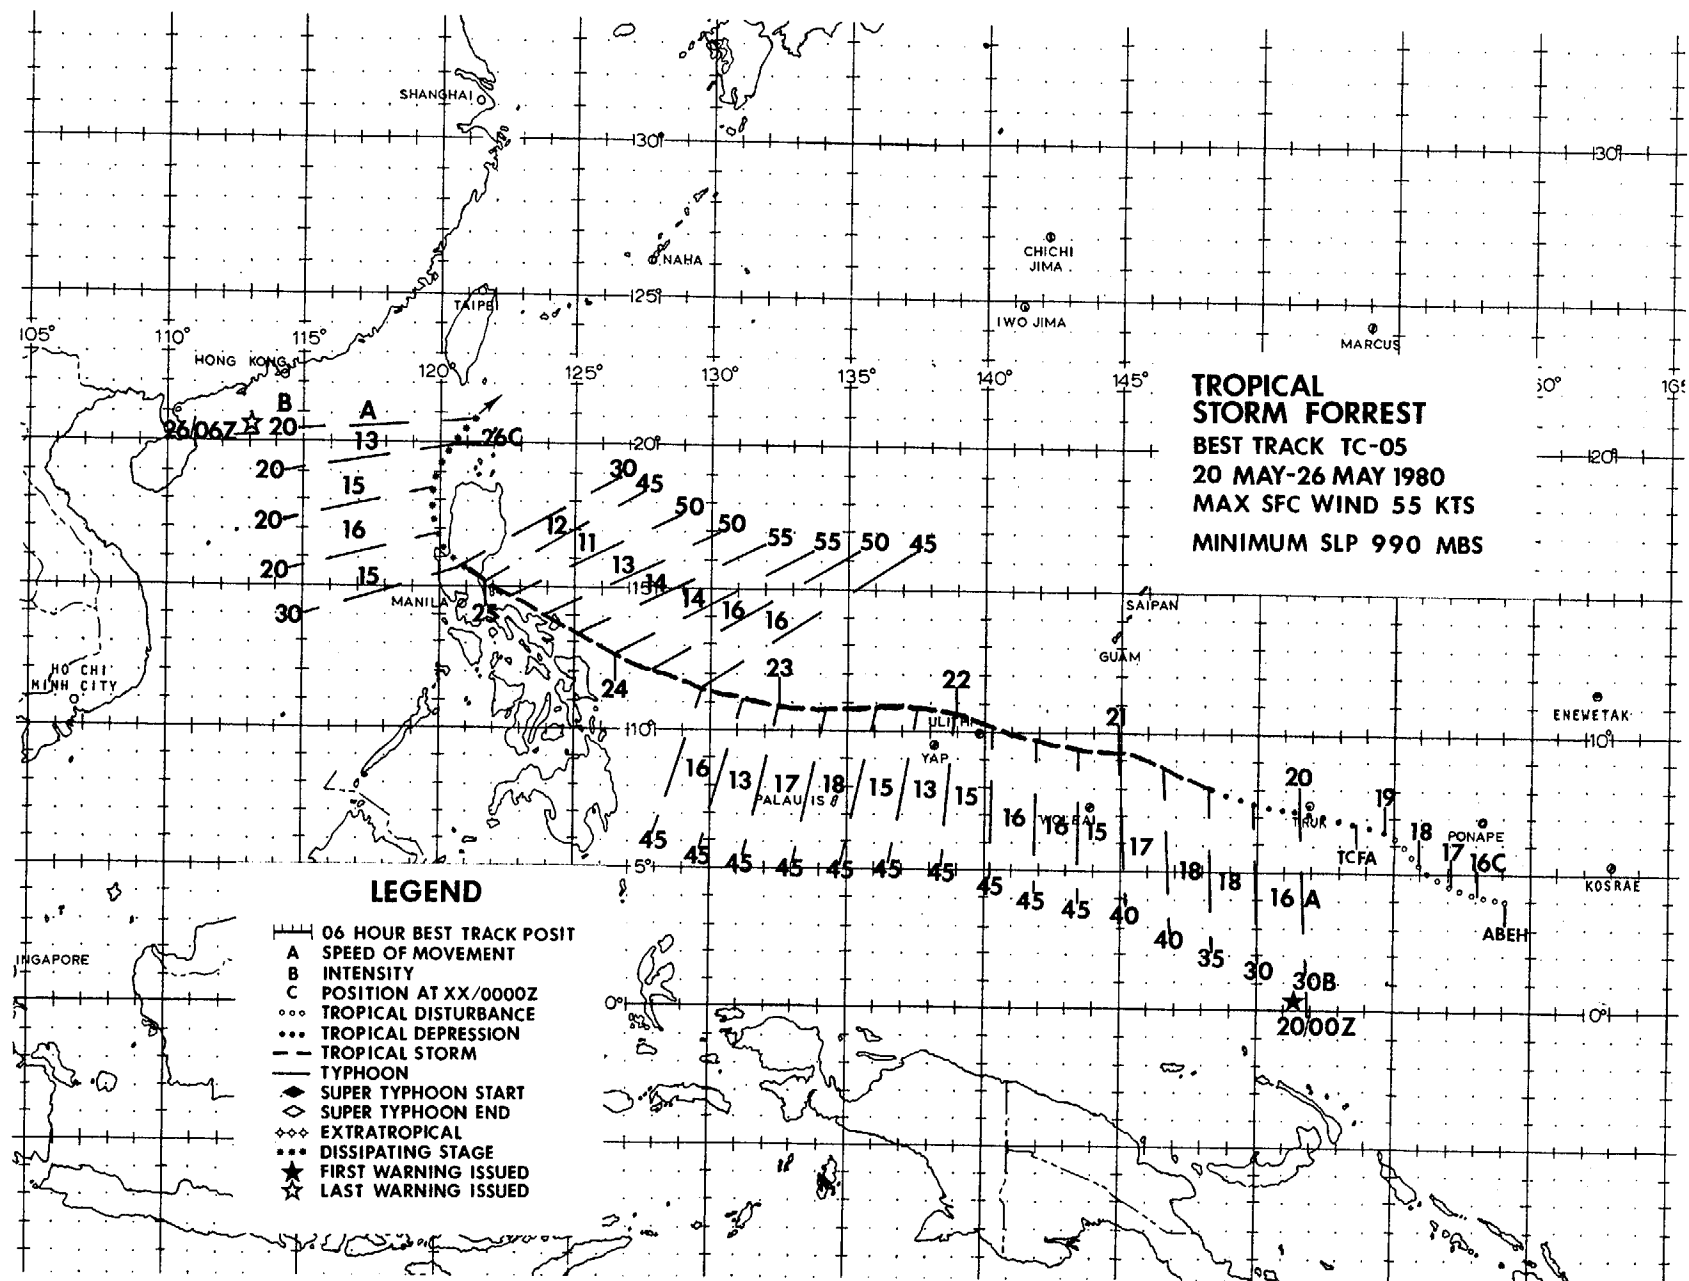 SHANGHAI
30°
30°
CHICHI
JIMA
NAHA
TAIPEI
25°
IWO JIMA
MARCUS
105°
110°
115°
HONG KONG
120°
125°
130°
135°
140°
145°
TROPICAL
STORM FORREST
BEST TRACK TC-05
20 MAY-26 MAY 1980
MAX SFC WIND 55 KTS
MINIMUM SLP 990 MBS
B
A
26/06Z
20
13
26C
20°
20°
20
15
30
45
20
16
12
50
50
11
55
55
50
45
20
15
13
14
15°
14
16
16
30
MANILA
25
SAIPAN
GUAM
HO CHI
MINH CITY
24
23
22
21
ULITHI
YAP
10°
ENEWETAK
10°
16
13
17
18
15
13
15
PALAU IS
16
WOLEAI
16
15
17
18
18
16 A
20
TRUK
19
TCFA
18
PONAPE
17
16C
KOSRAE
ABEH
45
45
45
45
45
45
45
45
45
45
40
40
35
30
30B
20/00Z
5°
0°
0°
INGAPORE
LEGEND
06 HOUR BEST TRACK POSIT
A SPEED OF MOVEMENT
B INTENSITY
C POSITION AT XX/0000Z
TROPICAL DISTURBANCE
TROPICAL DEPRESSION
TROPICAL STORM
TYPHOON
SUPER TYPHOON START
SUPER TYPHOON END
EXTRATROPICAL
DISSIPATING STAGE
FIRST WARNING ISSUED
LAST WARNING ISSUED